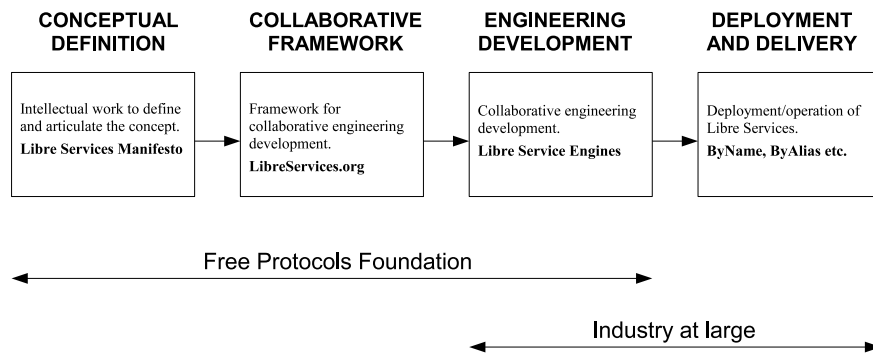 CONCEPTUAL
DEFINITION
COLLABORATIVE
FRAMEWORK
ENGINEERING
DEVELOPMENT
DEPLOYMENT
AND DELIVERY
Intellectual work to define
and articulate the concept.
Libre Services Manifesto
Framework for
collaborative engineering
development.
LibreServices.org
Collaborative engineering
development.
Libre Service Engines
Deployment/operation of
Libre Services.
ByName, ByAlias etc.
Free Protocols Foundation
Industry at large